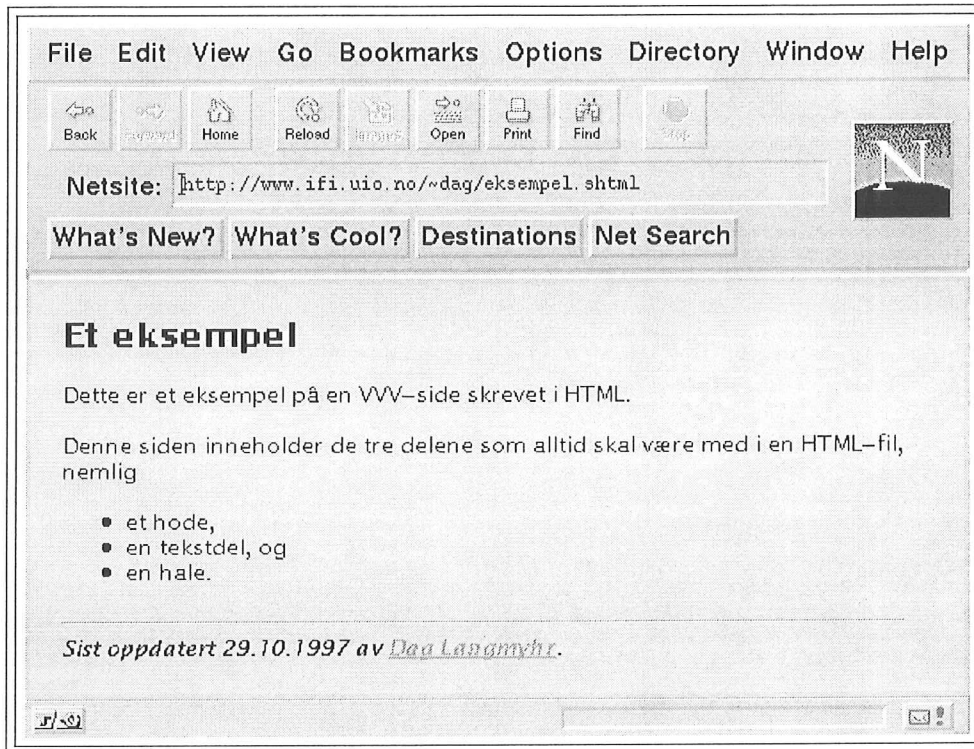 File Edit View Go Bookmarks Options Directory Window Help
Back Forward Home Reload Images Open Print Find Stop
Netsite: http://www.ifi.uio.no/~dag/eksempel.shtml
N
What's New? What's Cool? Destinations Net Search
Et eksempel
Dette er et eksempel på en VVV–side skrevet i HTML.
Denne siden inneholder de tre delene som alltid skal være med i en HTML–fil,
nemlig
• et hode,
• en tekstdel, og
• en hale.
Sist oppdatert 29.10.1997 av Dag Langmyhr.